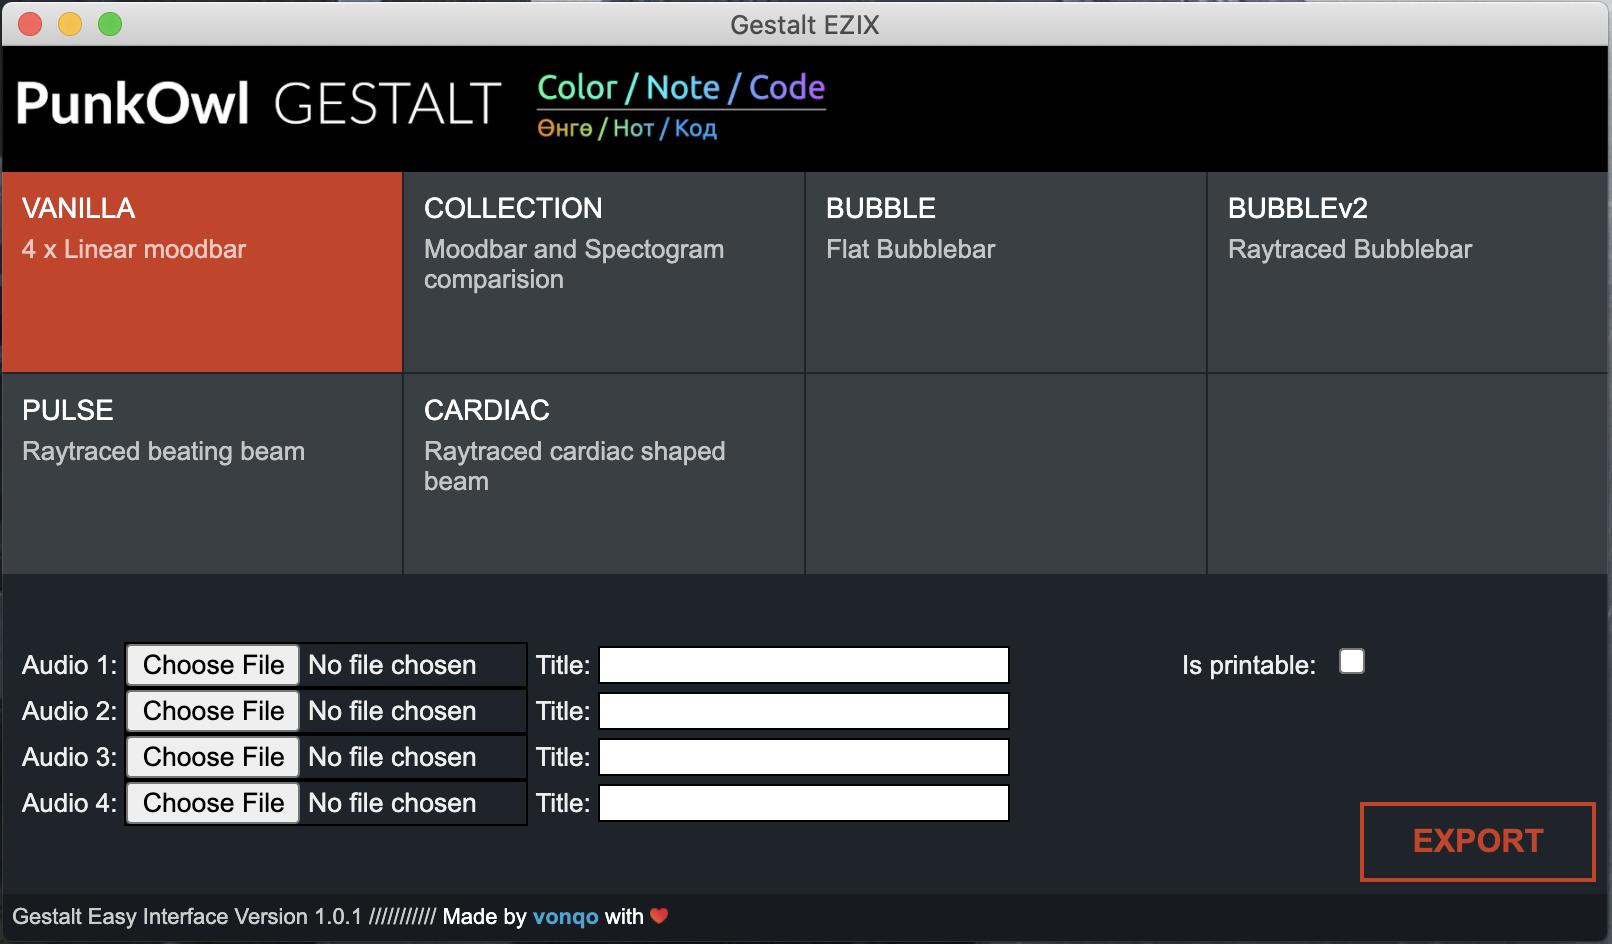 Gestalt EZIX
PunkOwl GESTALT
Color / Note / Code
Өнгө / Нот / Код
VANILLA
4 x Linear moodbar
COLLECTION
Moodbar and Spectogram
comparision
BUBBLE
Flat Bubblebar
BUBBLEv2
Raytraced Bubblebar
PULSE
Raytraced beating beam
CARDIAC
Raytraced cardiac shaped
beam
Audio 1: Choose File No file chosen Title:
Is printable:
Audio 2: Choose File No file chosen Title:
Audio 3: Choose File No file chosen Title:
Audio 4: Choose File No file chosen Title:
EXPORT
Gestalt Easy Interface Version 1.0.1 /////////// Made by vonqo with ❤️